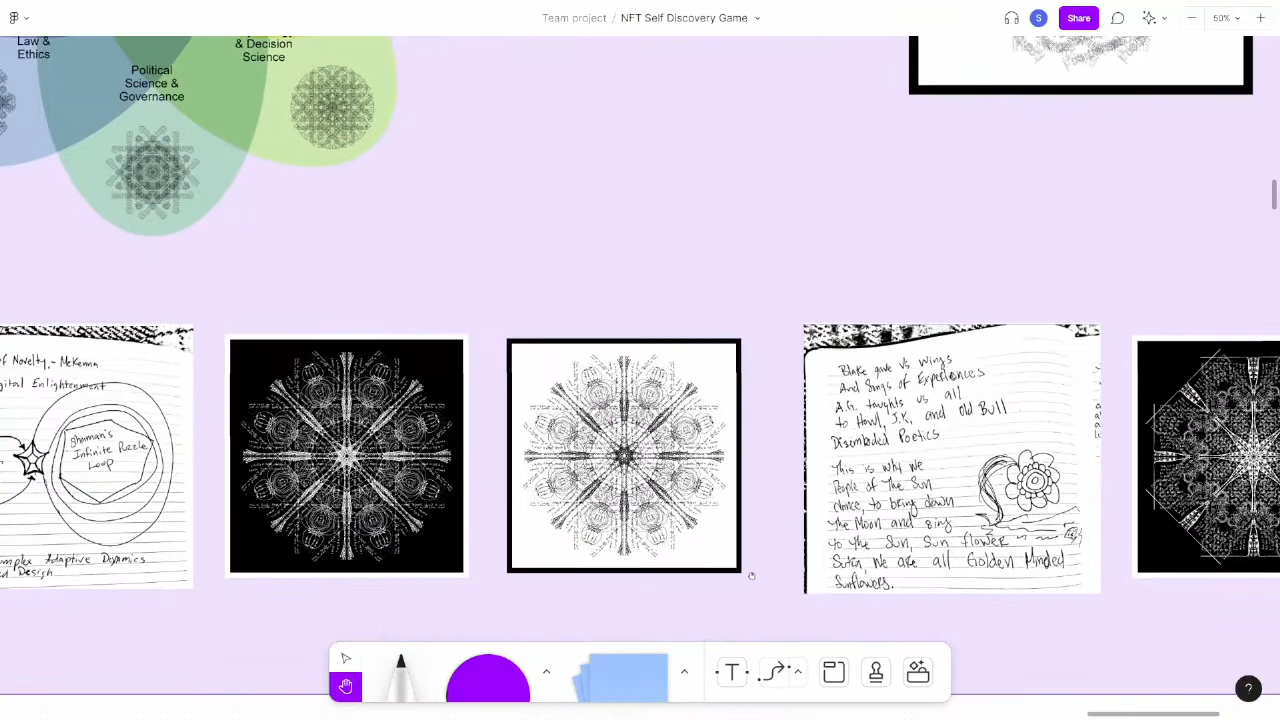 Team project / NFT Self Discovery Game
S
Share
50%
Law &
Ethics
& Decision
Science
Political
Science &
Governance
of Novelty - McKenna
Digital Enlightenment
Shaman's
Infinite Puzzle
Loop
Complex Adaptive Dynamics
Design
Blake gave us wings
And Songs of Experiences
A.G. taughts us all
to Howl, J.K. and Old Bull
Disembodied Poetics
This is why we
People of The Sun
dance, to bring down
The Moon and sing
to the Sun, Sun flower
Sutra, We are all Golden Minded
Sunflowers.
T
?